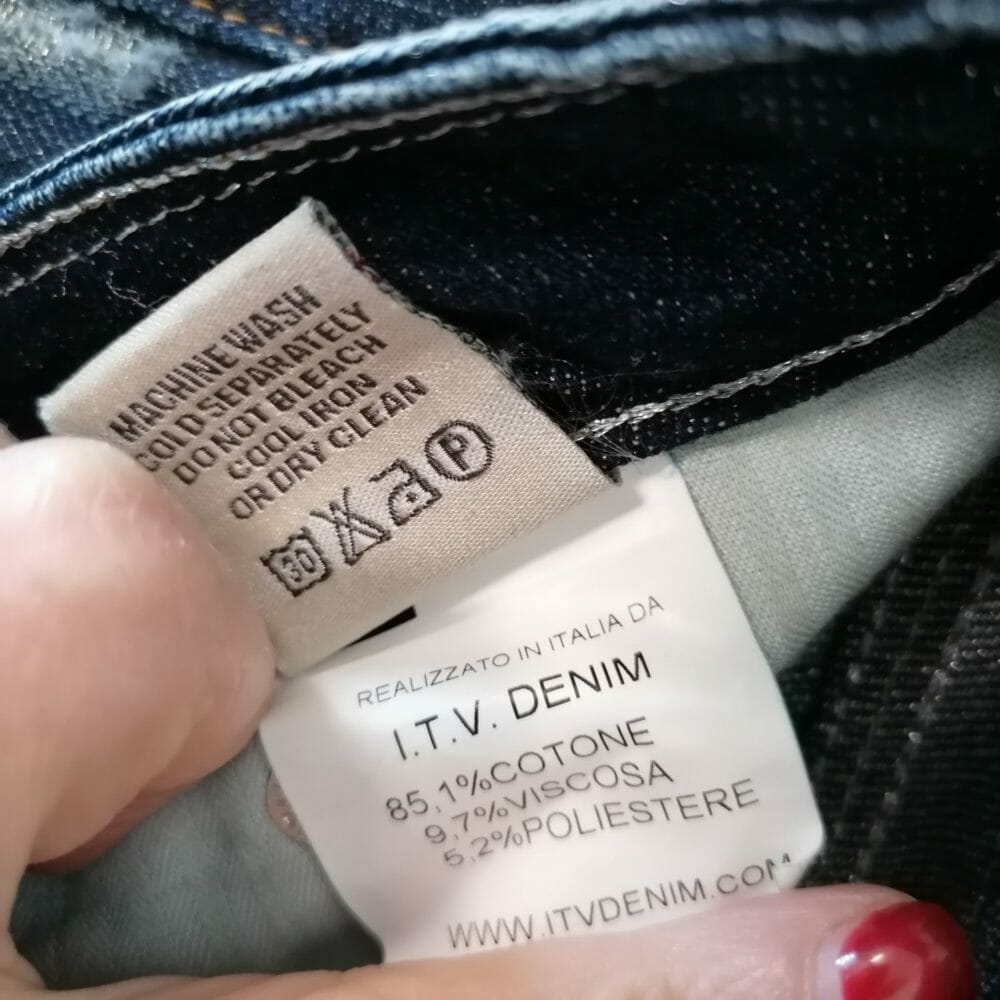 MACHINE WASH
COLD SEPARATELY
DO NOT BLEACH
COOL IRON
OR DRY CLEAN
30 P
REALIZZATO IN ITALIA DA
I.T.V. DENIM
85,1%COTONE
9,7%VISCOSA
5,2%POLIESTERE
WWW.ITVDENIM.COM